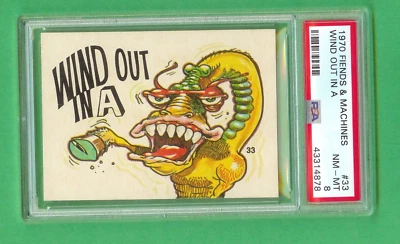 WIND OUT
IN A
33
1970 FIENDS & MACHINES
WIND OUT IN A
PSA
#33
NM-MT 8
43314878